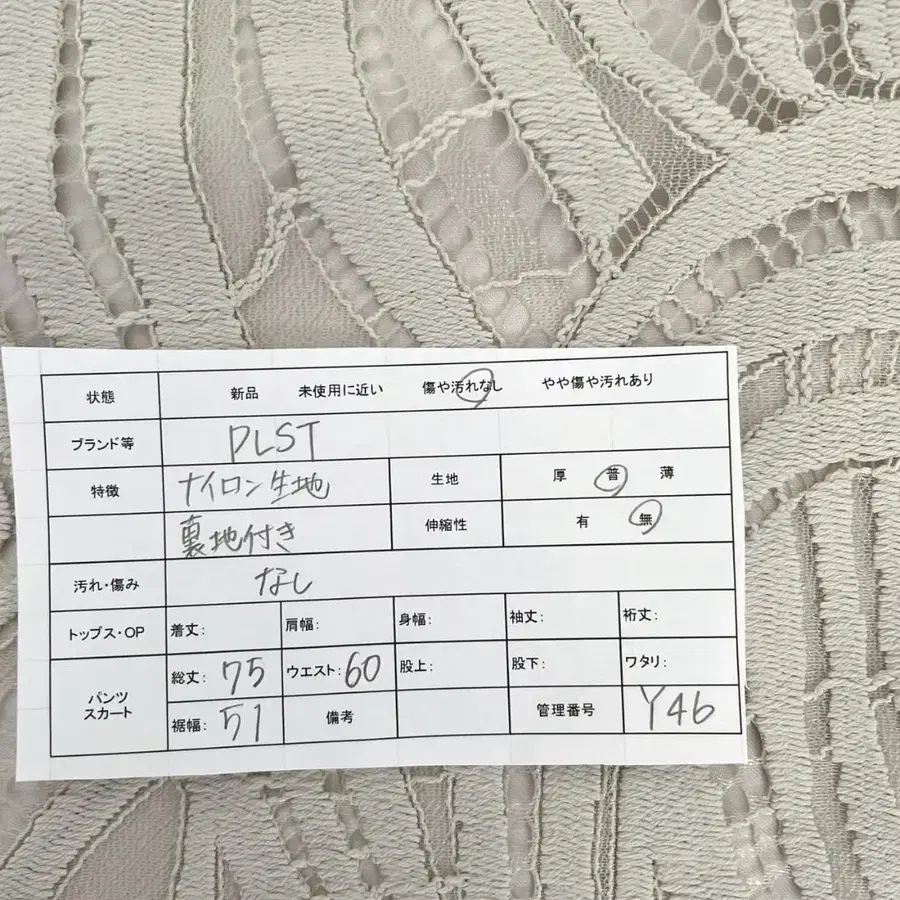 状態 新品 未使用に近い 傷や汚れなし やや傷や汚れあり
ブランド等 PLST
特徴 ナイロン生地 生地 厚 普 薄
裏地付き 伸縮性 有 無
汚れ・傷み なし
トップス・OP 着丈: 肩幅: 身幅: 袖丈: 裄丈:
パンツ スカート 総丈: 75 ウエスト: 60 股上: 股下: ワタリ:
裾幅: 51 備考 管理番号 Y46